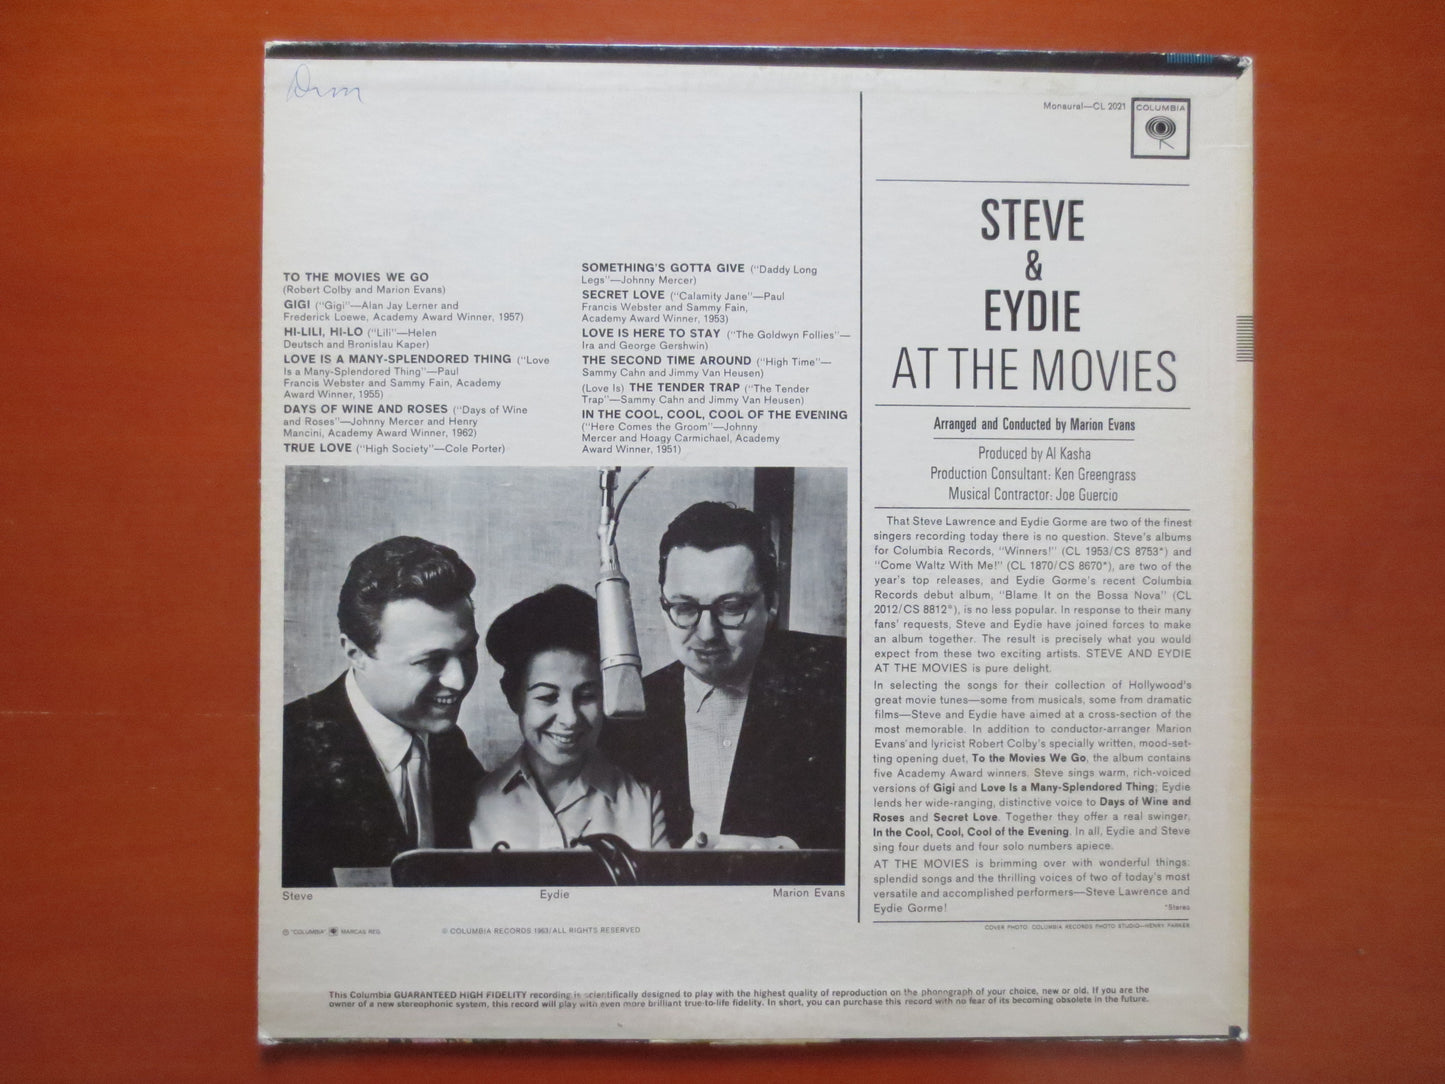 Monaural—CL 2021
COLUMBIA
TO THE MOVIES WE GO
(Robert Colby and Marion Evans)
GIGI ("Gigi"—Alan Jay Lerner and
Frederick Loewe, Academy Award Winner, 1957)
HI-LILI, HI-LO ("Lili"—Helen
Deutsch and Bronislau Kaper)
LOVE IS A MANY-SPLENDORED THING ("Love
Is a Many-Splendored Thing"—Paul
Francis Webster and Sammy Fain, Academy
Award Winner, 1955)
DAYS OF WINE AND ROSES ("Days of Wine
and Roses"—Johnny Mercer and Henry
Mancini, Academy Award Winner, 1962)
TRUE LOVE ("High Society"—Cole Porter)
SOMETHING'S GOTTA GIVE ("Daddy Long
Legs"—Johnny Mercer)
SECRET LOVE ("Calamity Jane"—Paul
Francis Webster and Sammy Fain,
Academy Award Winner, 1953)
LOVE IS HERE TO STAY ("The Goldwyn Follies"—
Ira and George Gershwin)
THE SECOND TIME AROUND ("High Time"—
Sammy Cahn and Jimmy Van Heusen)
(Love Is) THE TENDER TRAP ("The Tender
Trap"—Sammy Cahn and Jimmy Van Heusen)
IN THE COOL, COOL, COOL OF THE EVENING
("Here Comes the Groom"—Johnny
Mercer and Hoagy Carmichael, Academy
Award Winner, 1951)
Steve
Eydie
Marion Evans
STEVE
&
EYDIE
AT THE MOVIES
Arranged and Conducted by Marion Evans
Produced by Al Kasha
Production Consultant: Ken Greengrass
Musical Contractor: Joe Guercio
That Steve Lawrence and Eydie Gorme are two of the finest
singers recording today there is no question. Steve's albums
for Columbia Records, "Winners!" (CL 1953/CS 8753*) and
"Come Waltz With Me!" (CL 1870/CS 8670*), are two of the
year's top releases, and Eydie Gorme's recent Columbia
Records debut album, "Blame It on the Bossa Nova" (CL
2012/CS 8812*), is no less popular. In response to their many
fans' requests, Steve and Eydie have joined forces to make
an album together. The result is precisely what you would
expect from these two exciting artists. STEVE AND EYDIE
AT THE MOVIES is pure delight.
In selecting the songs for their collection of Hollywood's
great movie tunes—some from musicals, some from dramatic
films—Steve and Eydie have aimed at a cross-section of the
most memorable. In addition to conductor-arranger Marion
Evans' and lyricist Robert Colby's specially written, mood-set-
ting opening duet, To the Movies We Go, the album contains
five Academy Award winners. Steve sings warm, rich-voiced
versions of Gigi and Love Is a Many-Splendored Thing; Eydie
lends her wide-ranging, distinctive voice to Days of Wine and
Roses and Secret Love. Together they offer a real swinger,
In the Cool, Cool, Cool of the Evening. In all, Eydie and Steve
sing four duets and four solo numbers apiece.
AT THE MOVIES is brimming over with wonderful things:
splendid songs and the thrilling voices of two of today's most
versatile and accomplished performers—Steve Lawrence and
Eydie Gorme! *Stereo
COVER PHOTO: COLUMBIA RECORDS PHOTO STUDIO—HENRY PARKER
"COLUMBIA" MARCAS REG.
© COLUMBIA RECORDS 1963/ALL RIGHTS RESERVED
This Columbia GUARANTEED HIGH FIDELITY recording is scientifically designed to play with the highest quality of reproduction on the phonograph of your choice, new or old. If you are the
owner of a new stereophonic system, this record will play with even more brilliant true-to-life fidelity. In short, you can purchase this record with no fear of its becoming obsolete in the future.